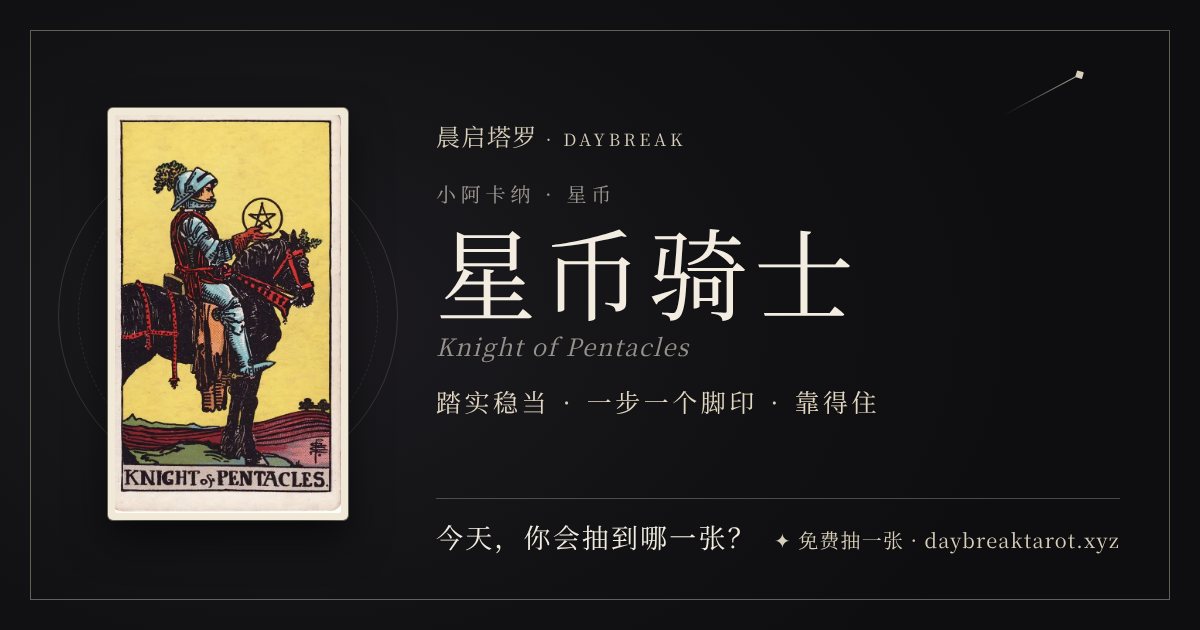 KNIGHT of PENTACLES.
晨启塔罗 · DAYBREAK
小阿卡纳 · 星币
星币骑士
Knight of Pentacles
踏实稳当 · 一步一个脚印 · 靠得住
今天，你会抽到哪一张？ ✦ 免费抽一张 · daybreaktarot.xyz